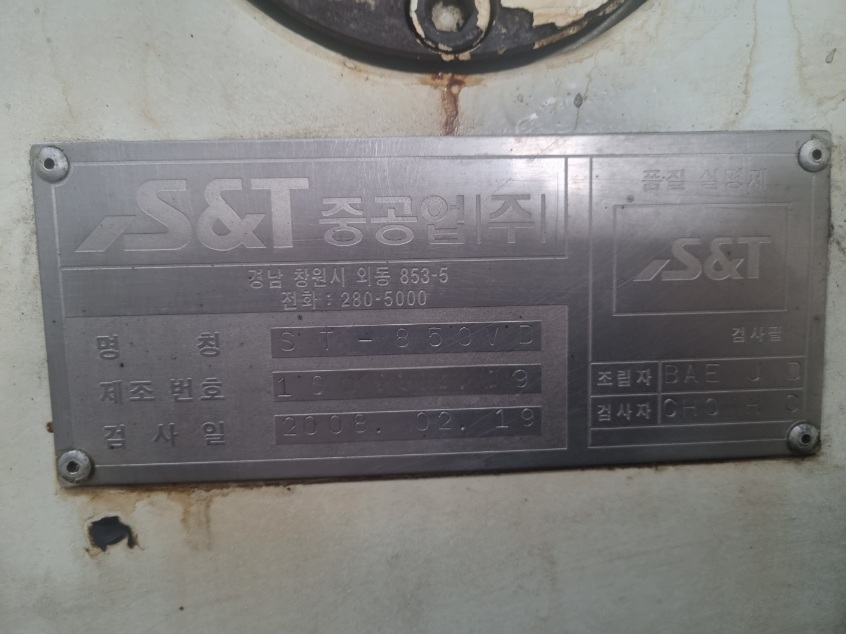 S&T 중공업(주)
경남 창원시 외동 853-5
전화 : 280-5000
명 칭
제조번호
검사일 2008. 02. 19
품질 실명제
S&T
검사필
조립자 BAE J D
검사자 CHO H C